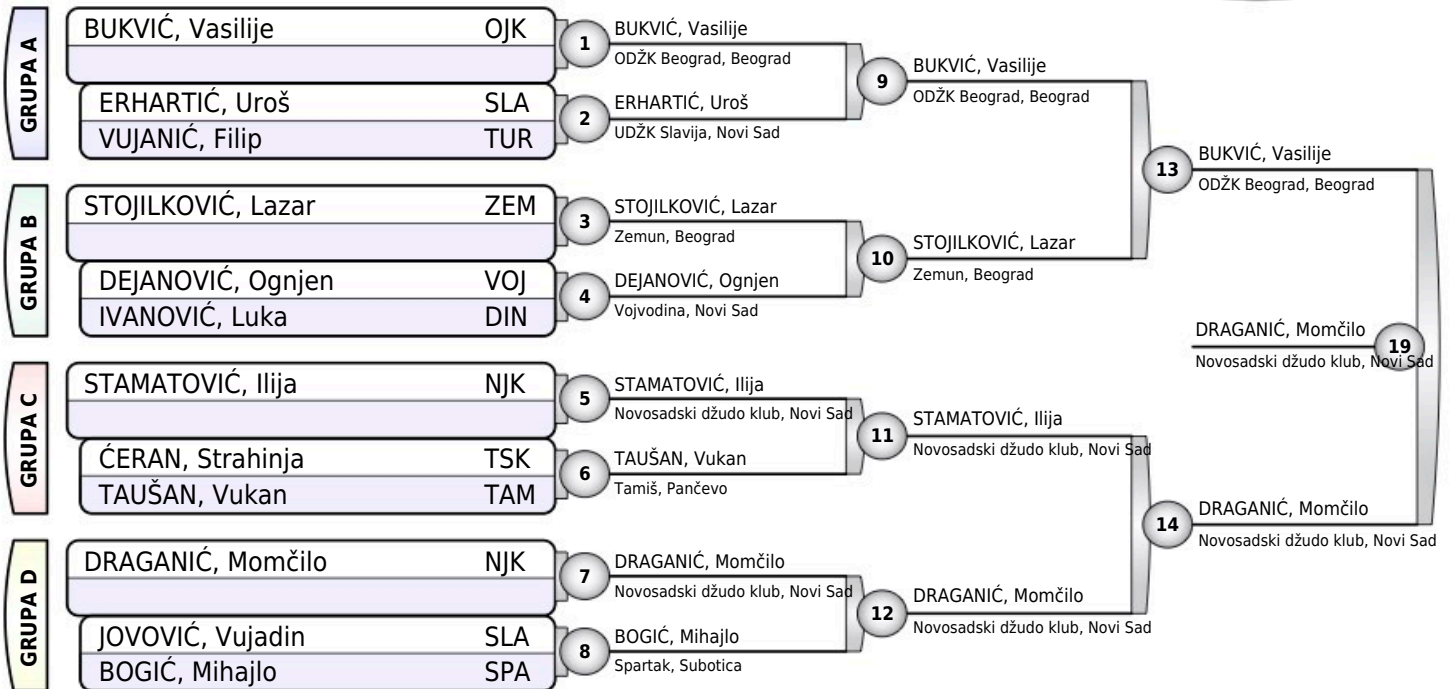 GRUPA A
BUKVIĆ, Vasilije OJK
ERHARTIĆ, Uroš SLA
VUJANIĆ, Filip TUR
GRUPA B
STOJILKOVIĆ, Lazar ZEM
DEJANOVIĆ, Ognjen VOJ
IVANOVIĆ, Luka DIN
GRUPA C
STAMATOVIĆ, Ilija NJK
ĆERAN, Strahinja TSK
TAUŠAN, Vukan TAM
GRUPA D
DRAGANIĆ, Momčilo NJK
JOVOVIĆ, Vujadin SLA
BOGIĆ, Mihajlo SPA
1
BUKVIĆ, Vasilije
ODŽK Beograd, Beograd
2
ERHARTIĆ, Uroš
UDŽK Slavija, Novi Sad
3
STOJILKOVIĆ, Lazar
Zemun, Beograd
4
DEJANOVIĆ, Ognjen
Vojvodina, Novi Sad
5
STAMATOVIĆ, Ilija
Novosadski džudo klub, Novi Sad
6
TAUŠAN, Vukan
Tamiš, Pančevo
7
DRAGANIĆ, Momčilo
Novosadski džudo klub, Novi Sad
8
BOGIĆ, Mihajlo
Spartak, Subotica
9
BUKVIĆ, Vasilije
ODŽK Beograd, Beograd
10
STOJILKOVIĆ, Lazar
Zemun, Beograd
11
STAMATOVIĆ, Ilija
Novosadski džudo klub, Novi Sad
12
DRAGANIĆ, Momčilo
Novosadski džudo klub, Novi Sad
13
BUKVIĆ, Vasilije
ODŽK Beograd, Beograd
14
DRAGANIĆ, Momčilo
Novosadski džudo klub, Novi Sad
DRAGANIĆ, Momčilo
19
Novosadski džudo klub, Novi Sad